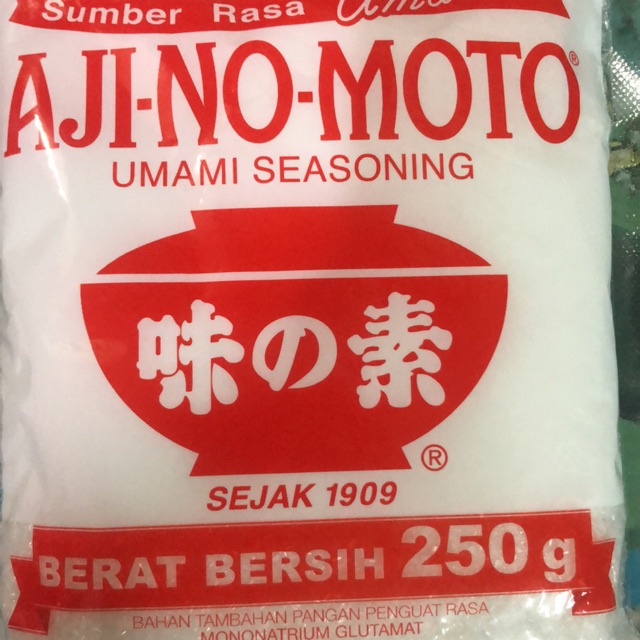 Sumber Rasa
AJI-NO-MOTO®
UMAMI SEASONING
味の素
®
SEJAK 1909
BERAT BERSIH 250 g
BAHAN TAMBAHAN PANGAN PENGUAT RASA
MONONATRIUM GLUTAMAT